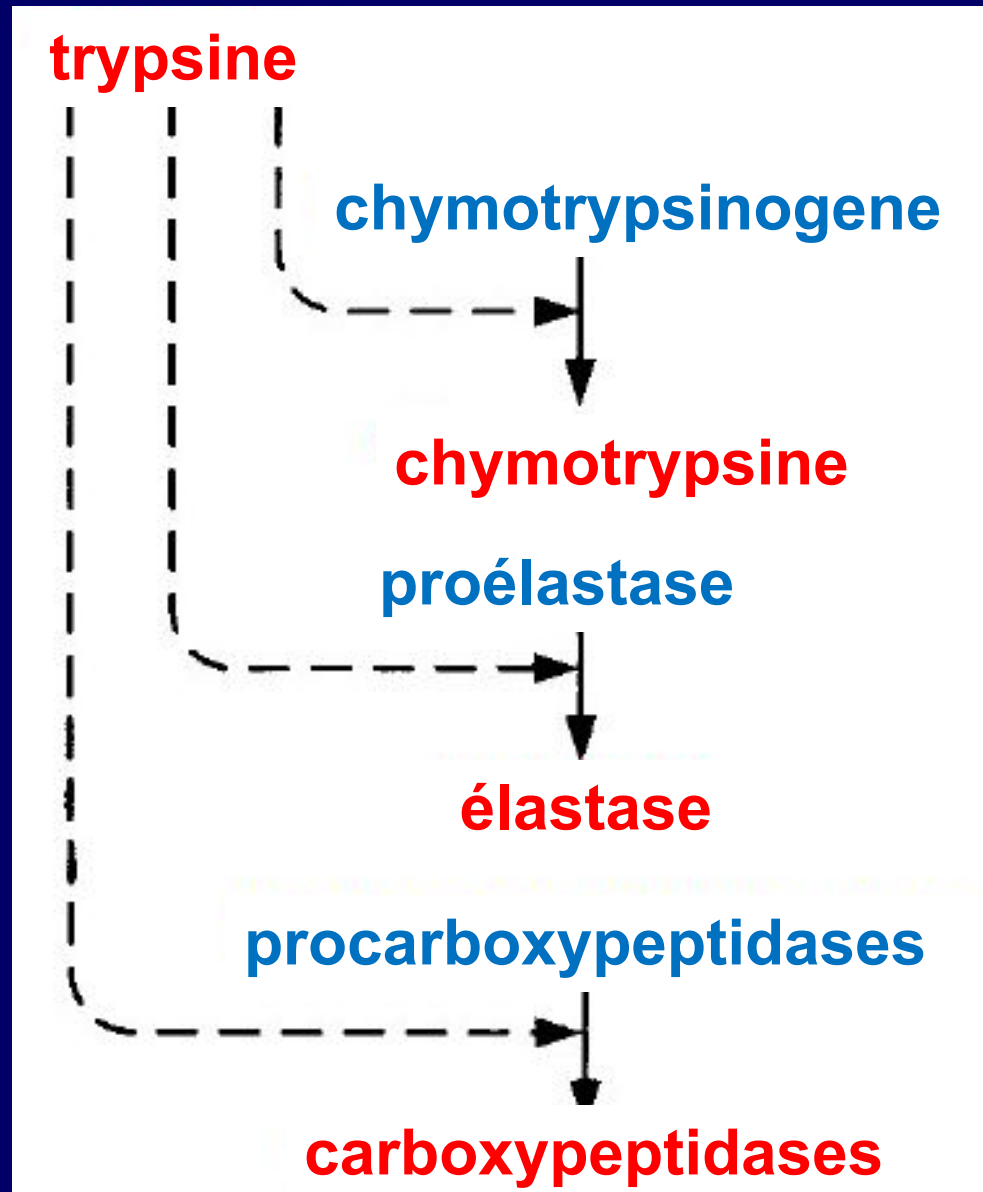 trypsine
chymotrypsinogene
chymotrypsine
proélastase
élastase
procarboxypeptidases
carboxypeptidases